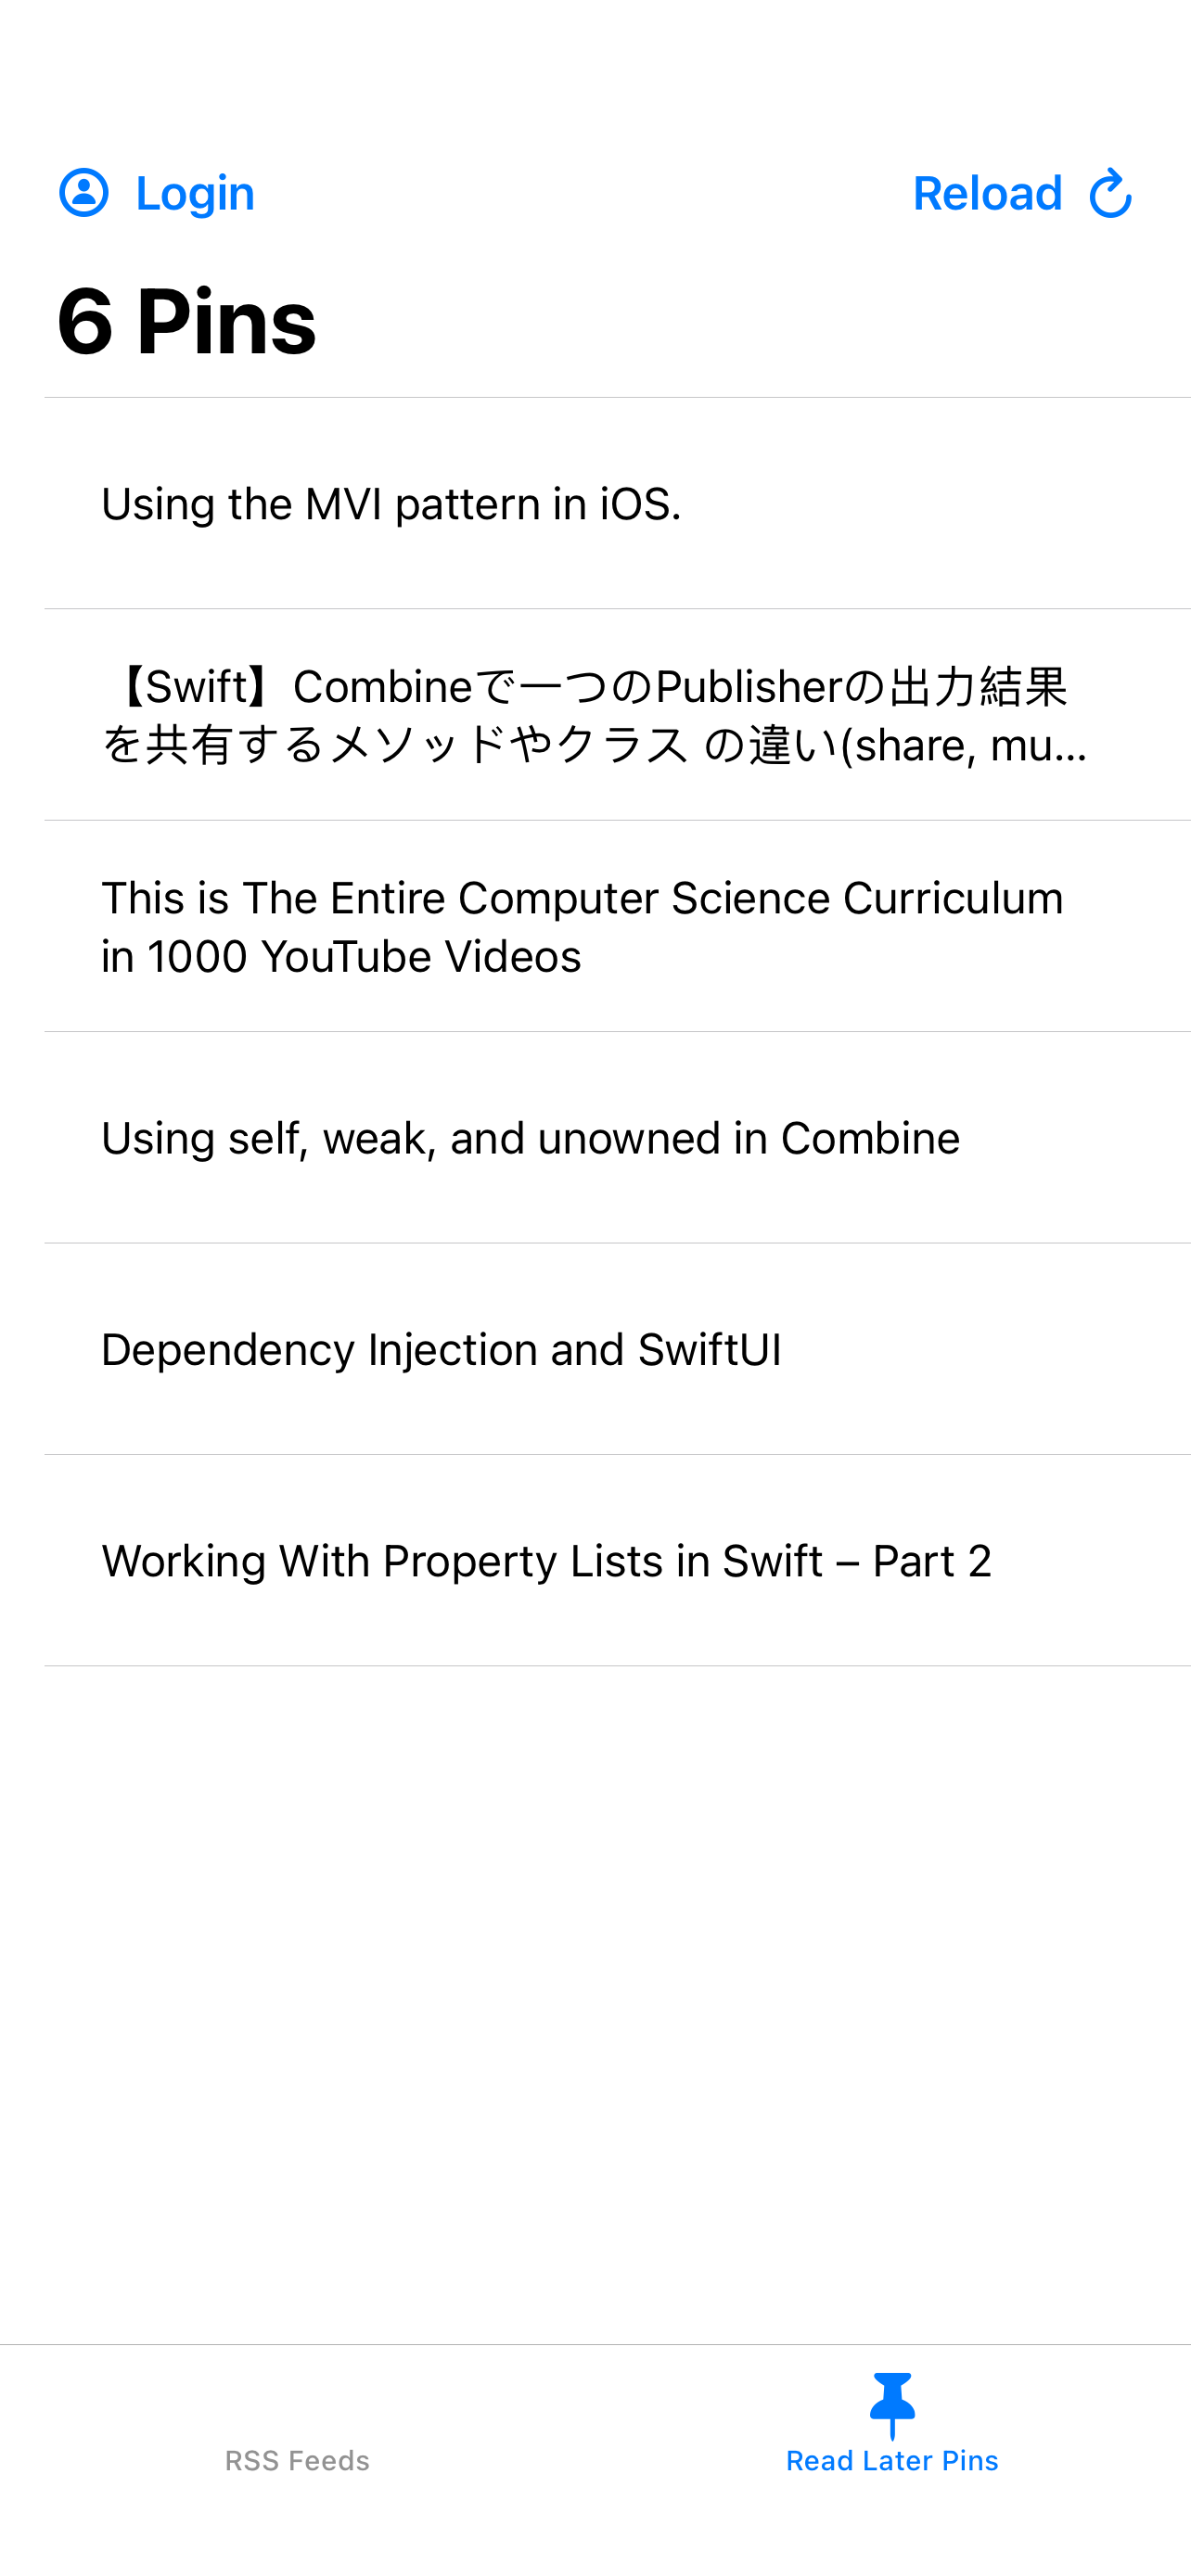 Login
Reload
6 Pins
Using the MVI pattern in iOS.
【Swift】Combineで一つのPublisherの出力結果
を共有するメソッドやクラス の違い(share, mu...
This is The Entire Computer Science Curriculum
in 1000 YouTube Videos
Using self, weak, and unowned in Combine
Dependency Injection and SwiftUI
Working With Property Lists in Swift – Part 2
RSS Feeds
Read Later Pins